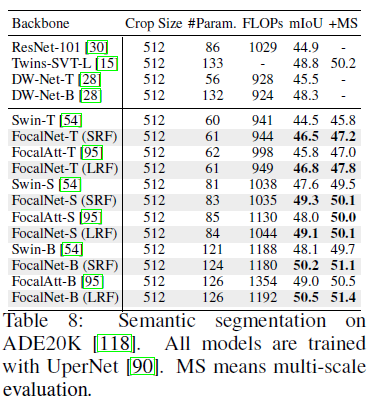 Backbone Crop Size #Param. FLOPs mIoU +MS
ResNet-101 [30] 512 86 1029 44.9 -
Twins-SVT-L [15] 512 133 - 48.8 50.2
DW-Net-T [28] 512 56 928 45.5 -
DW-Net-B [28] 512 132 924 48.3 -
Swin-T [54] 512 60 941 44.5 45.8
FocalNet-T (SRF) 512 61 944 46.5 47.2
FocalAtt-T [95] 512 62 998 45.8 47.0
FocalNet-T (LRF) 512 61 949 46.8 47.8
Swin-S [54] 512 81 1038 47.6 49.5
FocalNet-S (SRF) 512 83 1035 49.3 50.1
FocalAtt-S [95] 512 85 1130 48.0 50.0
FocalNet-S (LRF) 512 84 1044 49.1 50.1
Swin-B [54] 512 121 1188 48.1 49.7
FocalNet-B (SRF) 512 124 1180 50.2 51.1
FocalAtt-B [95 512 126 1354 49.0 50.5
FocalNet-B (LRF) 512 126 1192 50.5 51.4
Table 8: Semantic segmentation on
ADE20K [118]. All models are trained
with UperNet [90]. MS means multi-scale
evaluation.